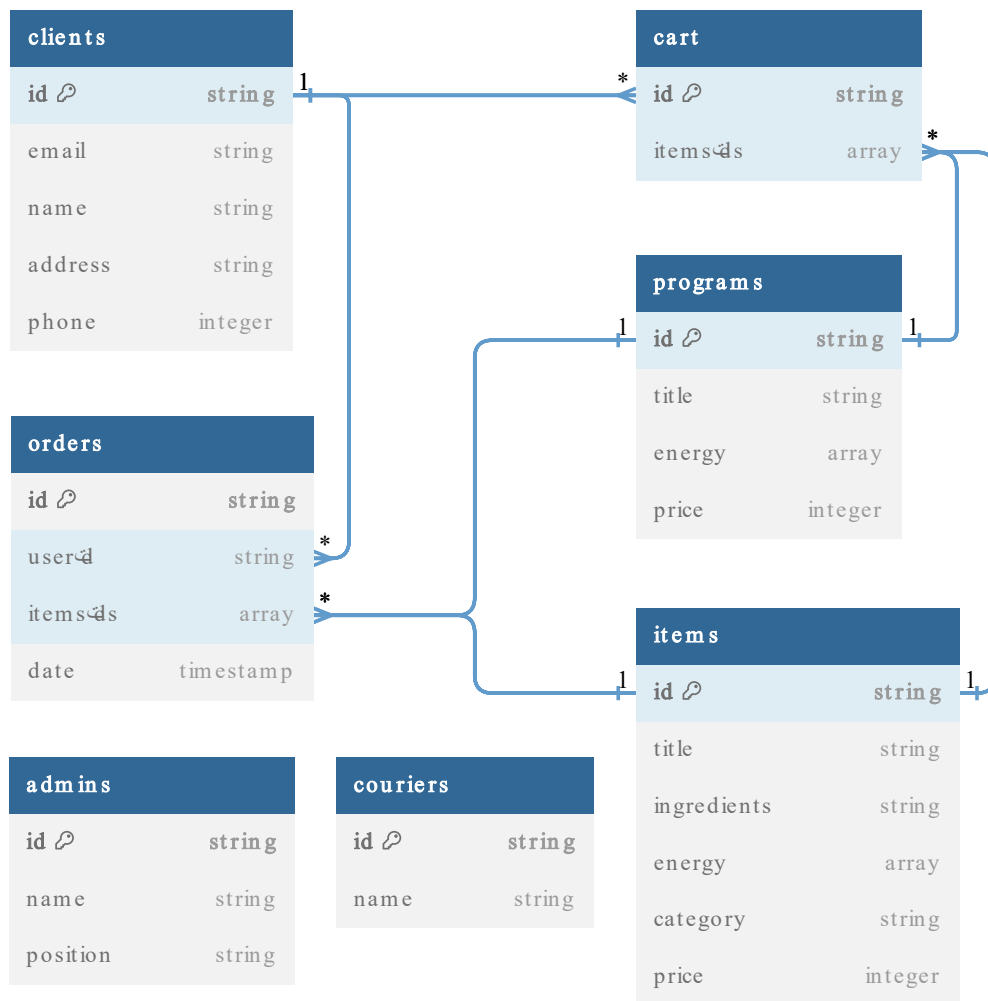 clients
id string
email string
name string
address string
phone integer
1
*
cart
id string
array
*
programs
1
id string
1
title string
energy array
price integer
orders
id string
string
*
array
*
date timestamp
items
1
id string
1
title string
ingredients string
energy array
category string
price integer
admins
id string
name string
position string
couriers
id string
name string